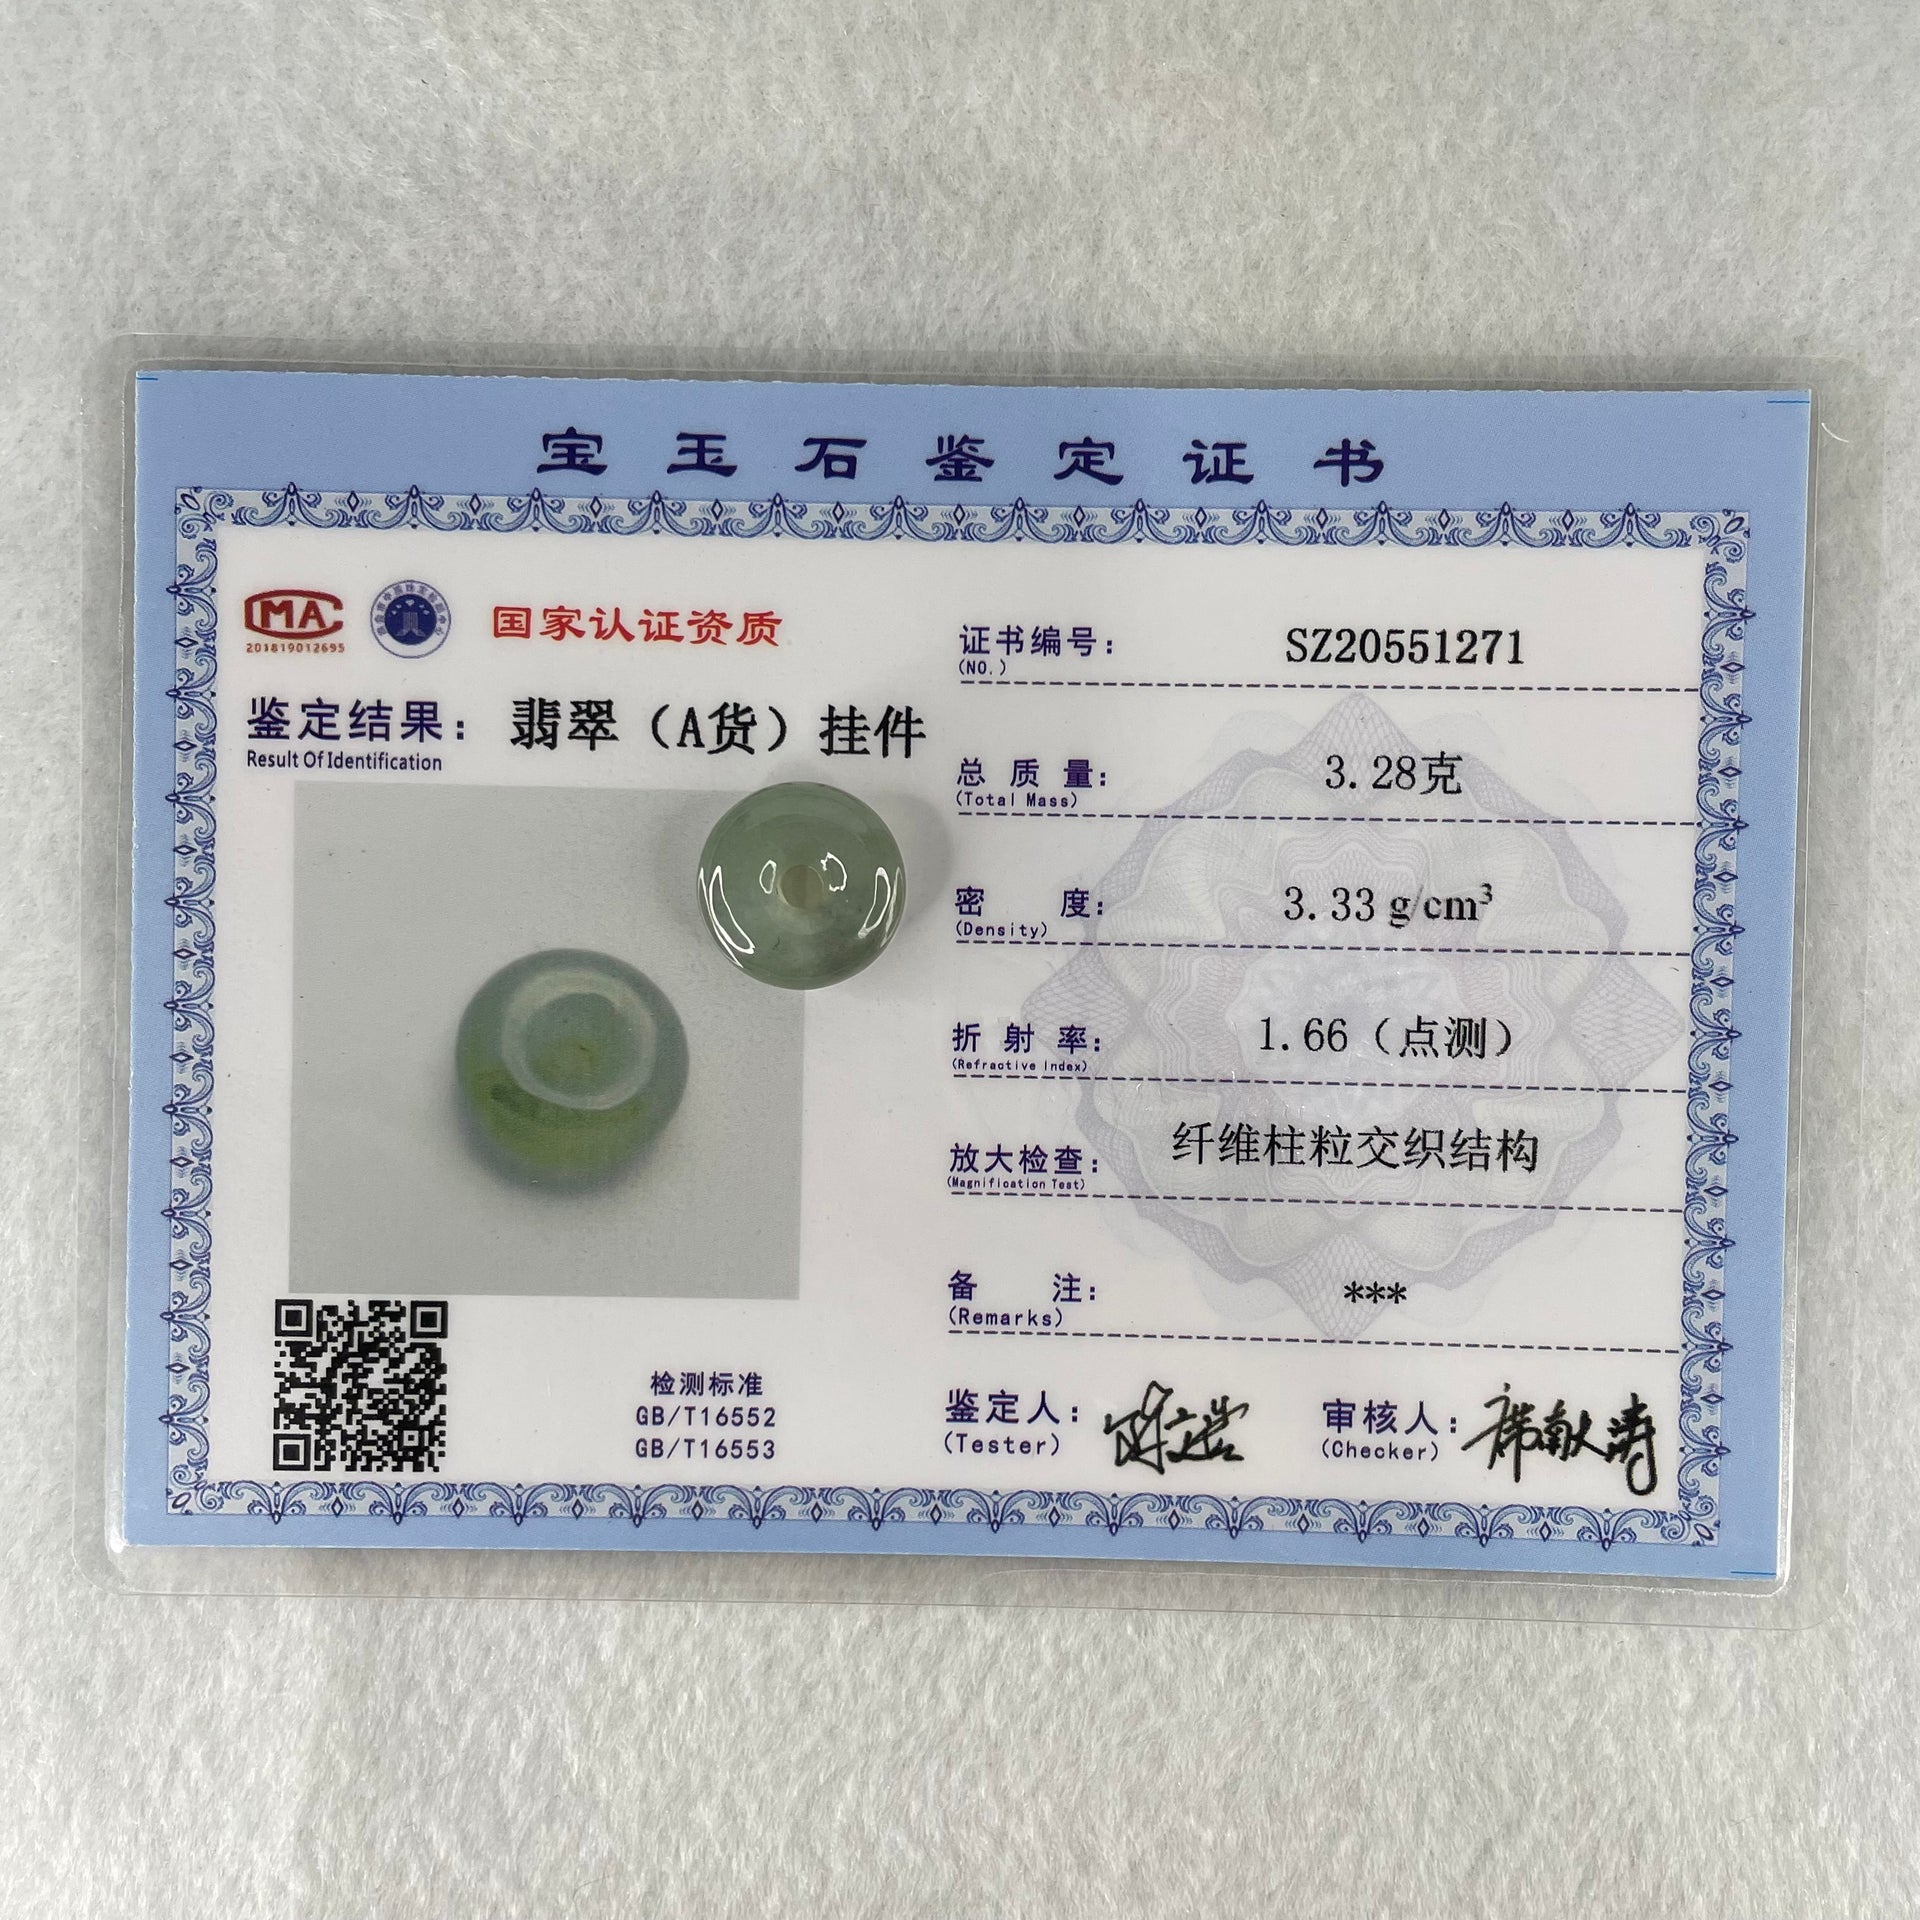 宝玉石鉴定证书
CMA
201819012695
国家认证资质
鉴定结果：翡翠（A货）挂件
Result Of Identification
检测标准
GB/T16552
GB/T16553
证书编号： SZ20551271
(NO.)
总质量： 3.28克
(Total Mass)
密度： 3.33 g/cm³
(Density)
折射率： 1.66（点测）
(Refractive Index)
放大检查： 纤维柱粒交织结构
(Magnification Test)
备注： ***
(Remarks)
鉴定人：
(Tester)
审核人：
(Checker)